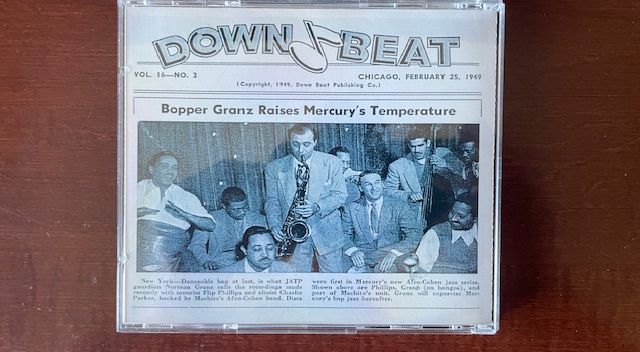 DOWN BEAT
VOL. 16—NO. 3
CHICAGO, FEBRUARY 25, 1949
(Copyright, 1949, Down Beat Publishing Co.)
Bopper Granz Raises Mercury's Temperature
New York—Danceable bop at last, is what JATP
guardian Norman Granz calls the recordings made
recently with tenorist Flip Phillips and altoist Charlie
Parker, backed by Machito's Afro-Cuban band. Discs
were first in Mercury's new Afro-Cuban jazz series.
Shown above are Phillips, Granz (on bongos), and
part of Machito's unit. Granz will supervise Mer-
cury's bop jazz hereafter.